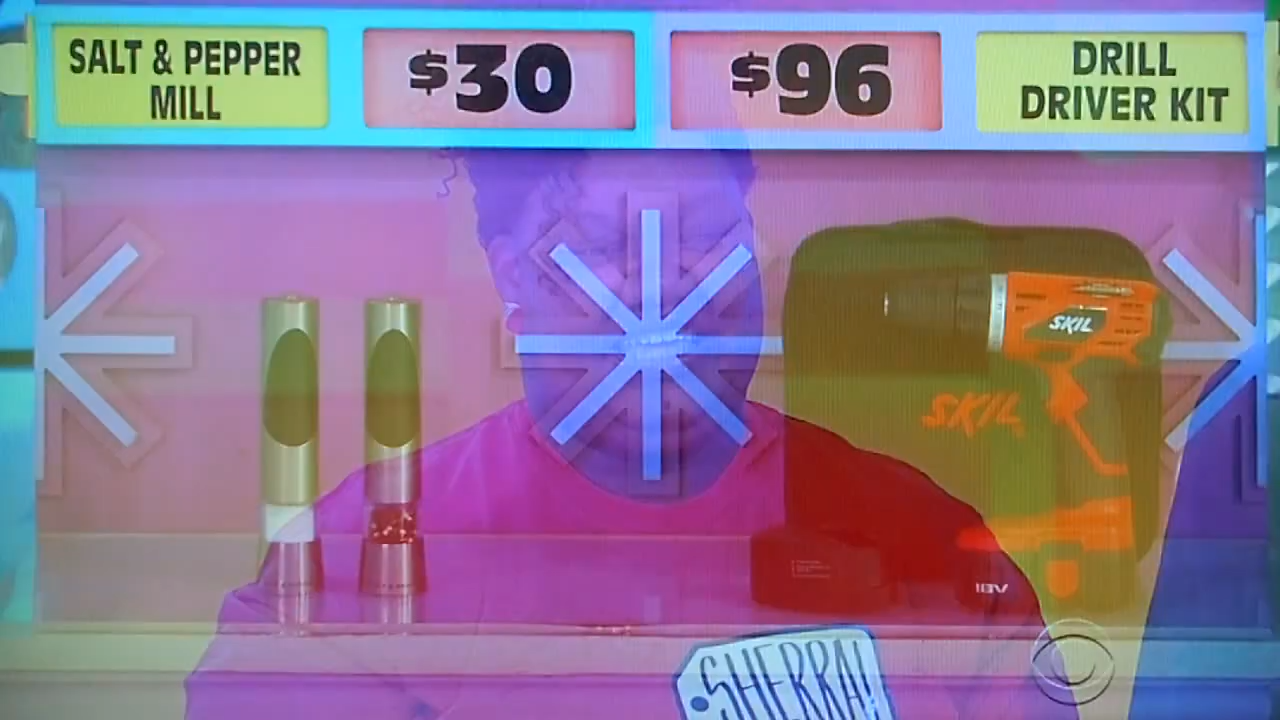 SALT & PEPPER
MILL
$30
$96
DRILL
DRIVER KIT
SKIL
SKIL
18V
SHERRA!